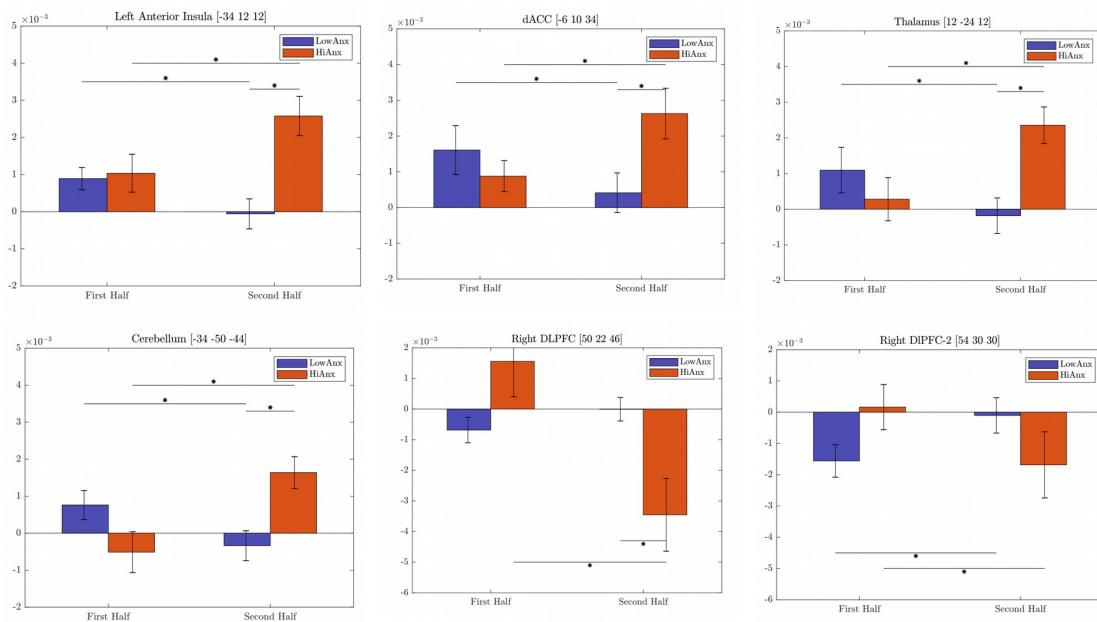 Left Anterior Insula [-34 12 12]
×10⁻³
LowAnx
HiAnx
5
4
3
2
1
0
-1
-2
First Half
Second Half
dACC [-6 10 34]
×10⁻³
LowAnx
HiAnx
5
4
3
2
1
0
-1
-2
First Half
Second Half
Thalamus [12 -24 12]
×10⁻³
LowAnx
HiAnx
5
4
3
2
1
0
-1
-2
First Half
Second Half
Cerebellum [-34 -50 -44]
×10⁻³
LowAnx
HiAnx
5
4
3
2
1
0
-1
-2
First Half
Second Half
Right DLPFC [50 22 46]
×10⁻³
LowAnx
HiAnx
2
1
0
-1
-2
-3
-4
-5
-6
First Half
Second Half
Right DlPFC-2 [54 30 30]
×10⁻³
LowAnx
HiAnx
2
1
0
-1
-2
-3
-4
-5
-6
First Half
Second Half